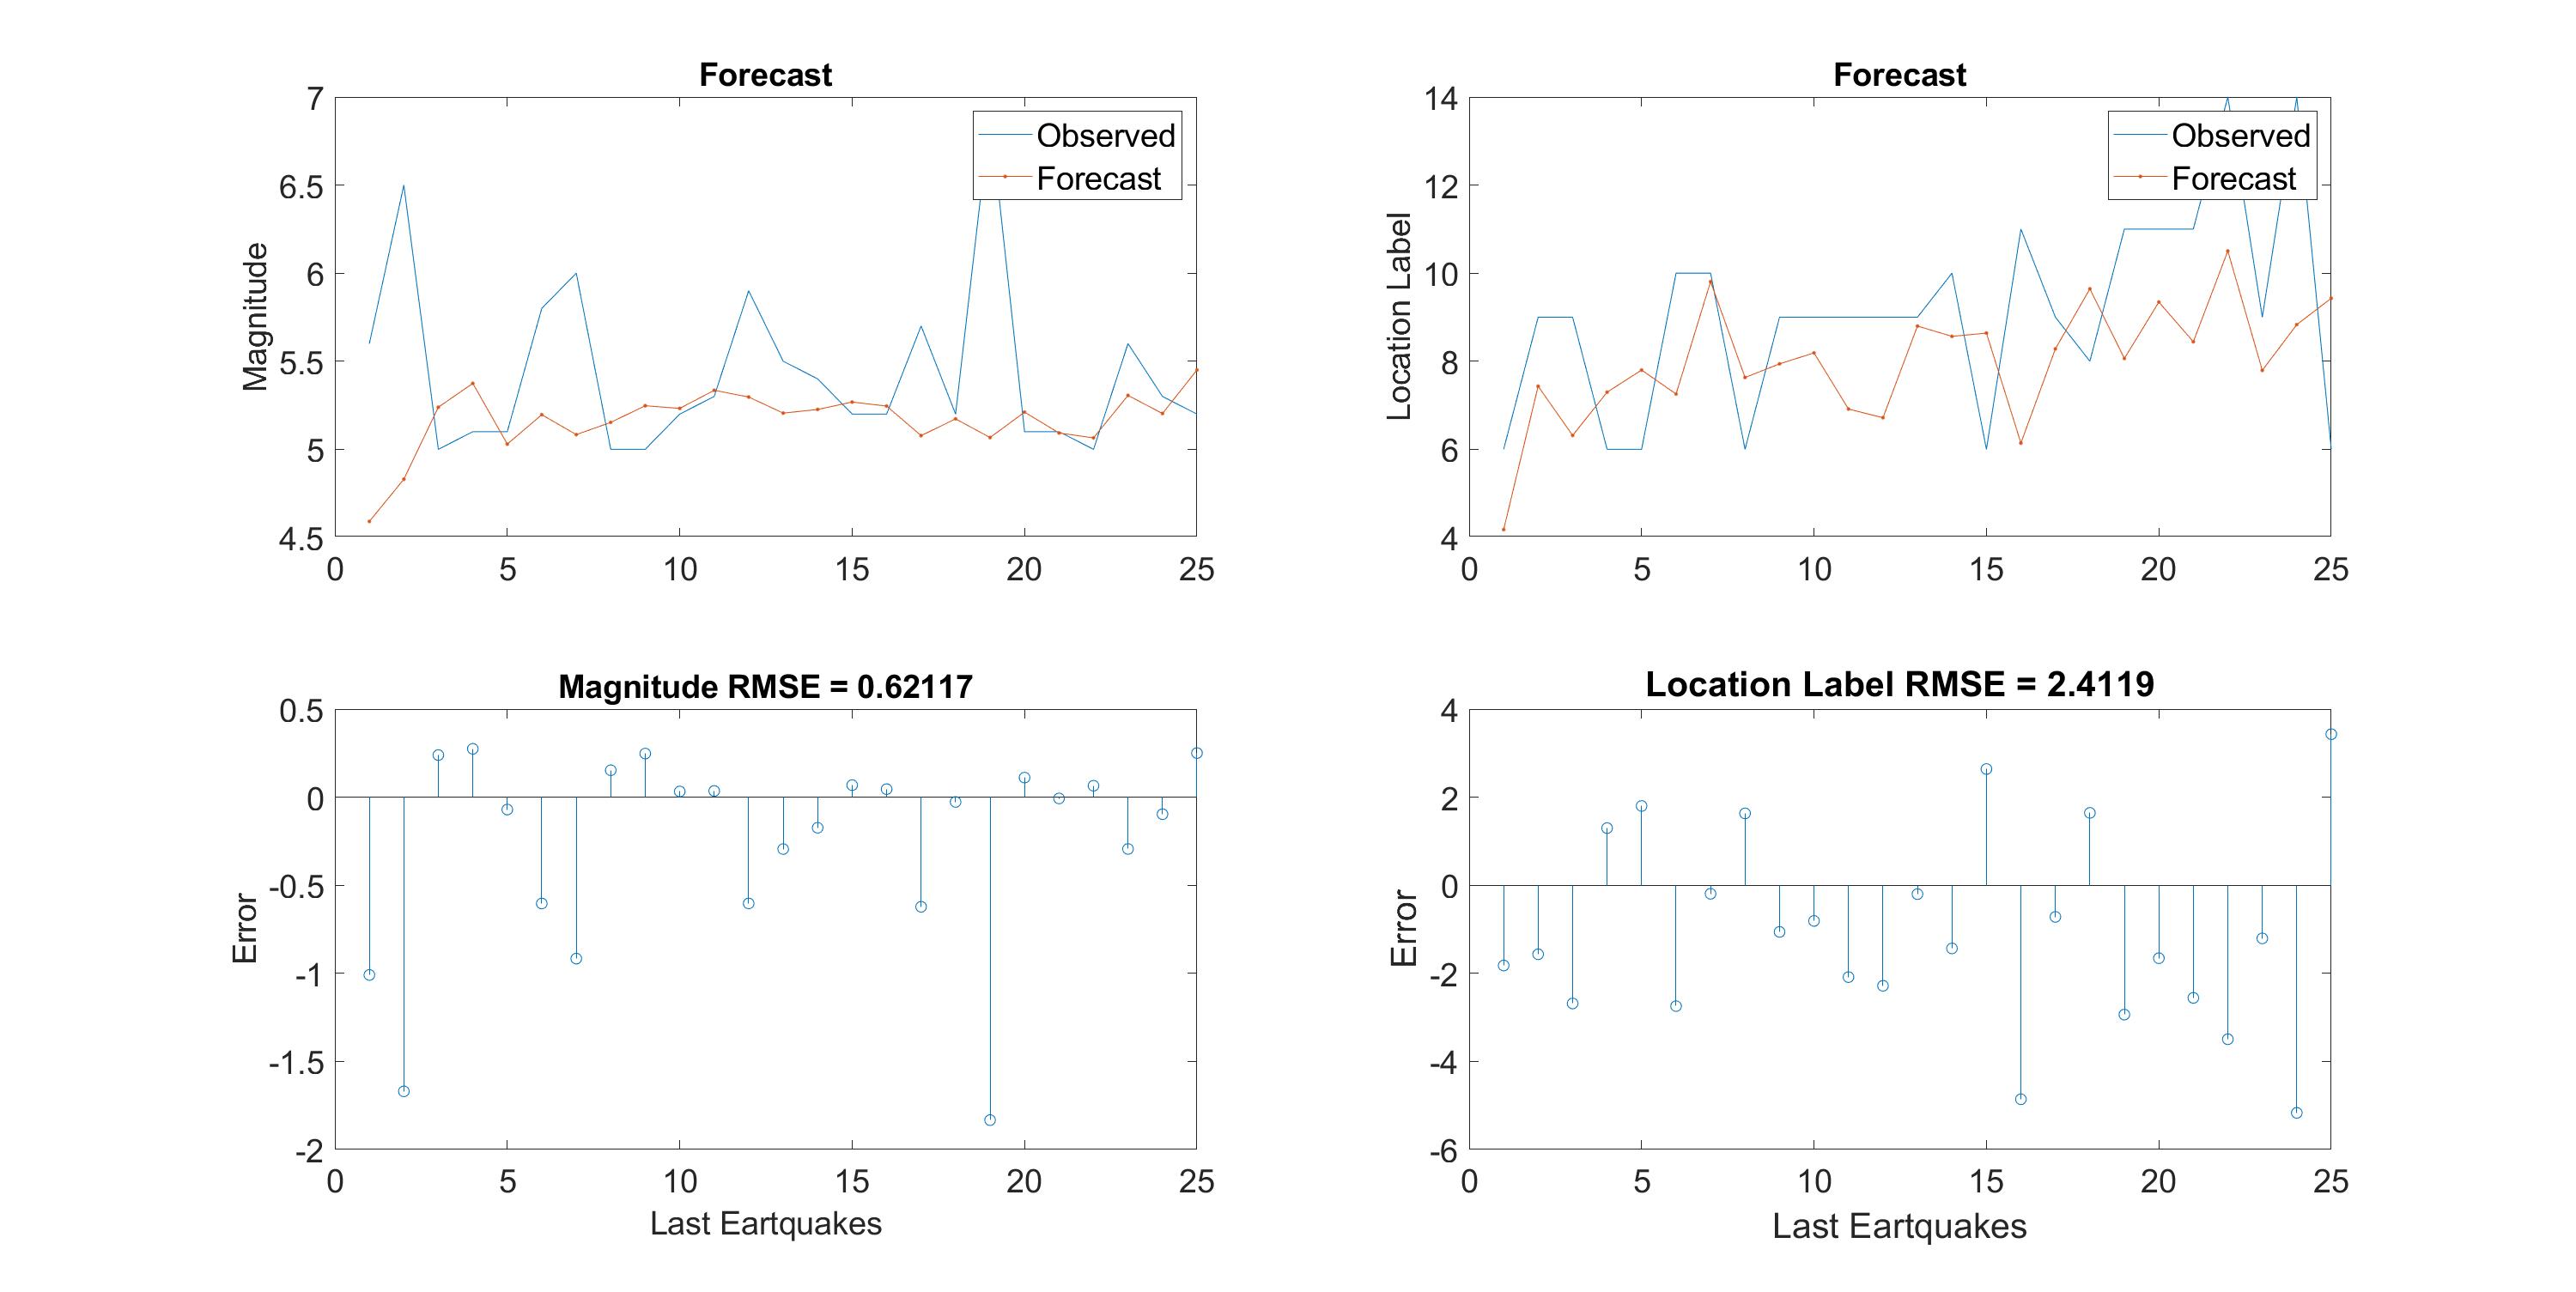 Forecast
7
6.5
6
5.5
5
4.5
Magnitude
Observed
Forecast
0 5 10 15 20 25
Forecast
14
12
10
8
6
4
Location Label
Observed
Forecast
0 5 10 15 20 25
Magnitude RMSE = 0.62117
0.5
0
-0.5
-1
-1.5
-2
Error
0 5 10 15 20 25
Last Eartquakes
Location Label RMSE = 2.4119
4
2
0
-2
-4
-6
Error
0 5 10 15 20 25
Last Eartquakes